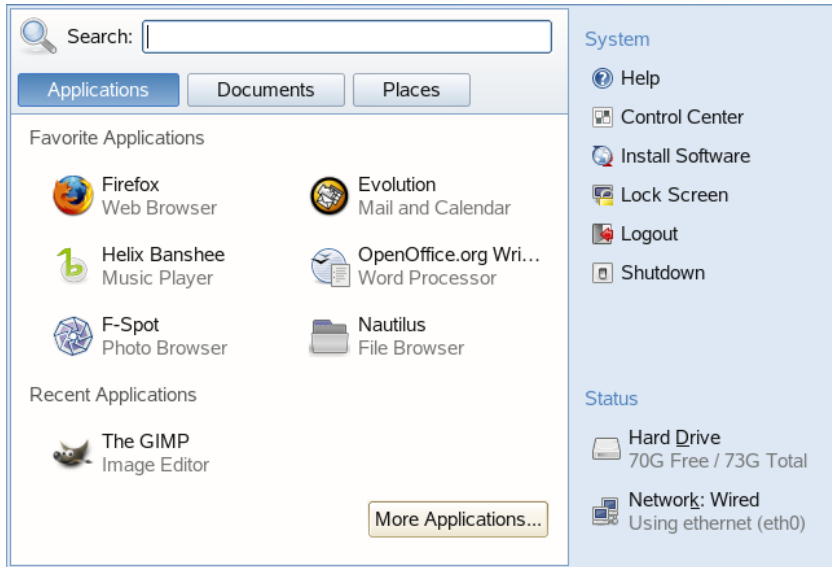 Search:
Applications
Documents
Places
Favorite Applications
Firefox
Web Browser
Evolution
Mail and Calendar
Helix Banshee
Music Player
OpenOffice.org Wri...
Word Processor
F-Spot
Photo Browser
Nautilus
File Browser
Recent Applications
The GIMP
Image Editor
More Applications...
System
Help
Control Center
Install Software
Lock Screen
Logout
Shutdown
Status
Hard Drive
70G Free / 73G Total
Network: Wired
Using ethernet (eth0)